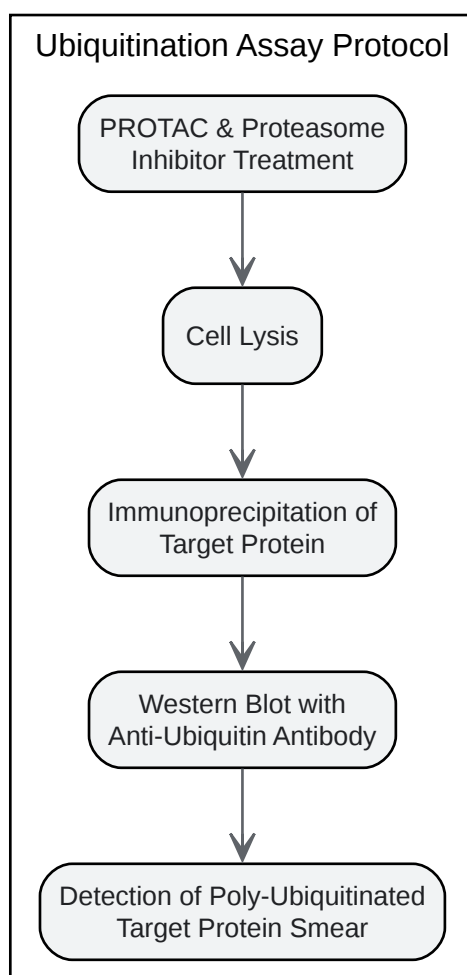 Ubiquitination Assay Protocol
PROTAC & Proteasome
Inhibitor Treatment
Cell Lysis
Immunoprecipitation of
Target Protein
Western Blot with
Anti-Ubiquitin Antibody
Detection of Poly-Ubiquitinated
Target Protein Smear